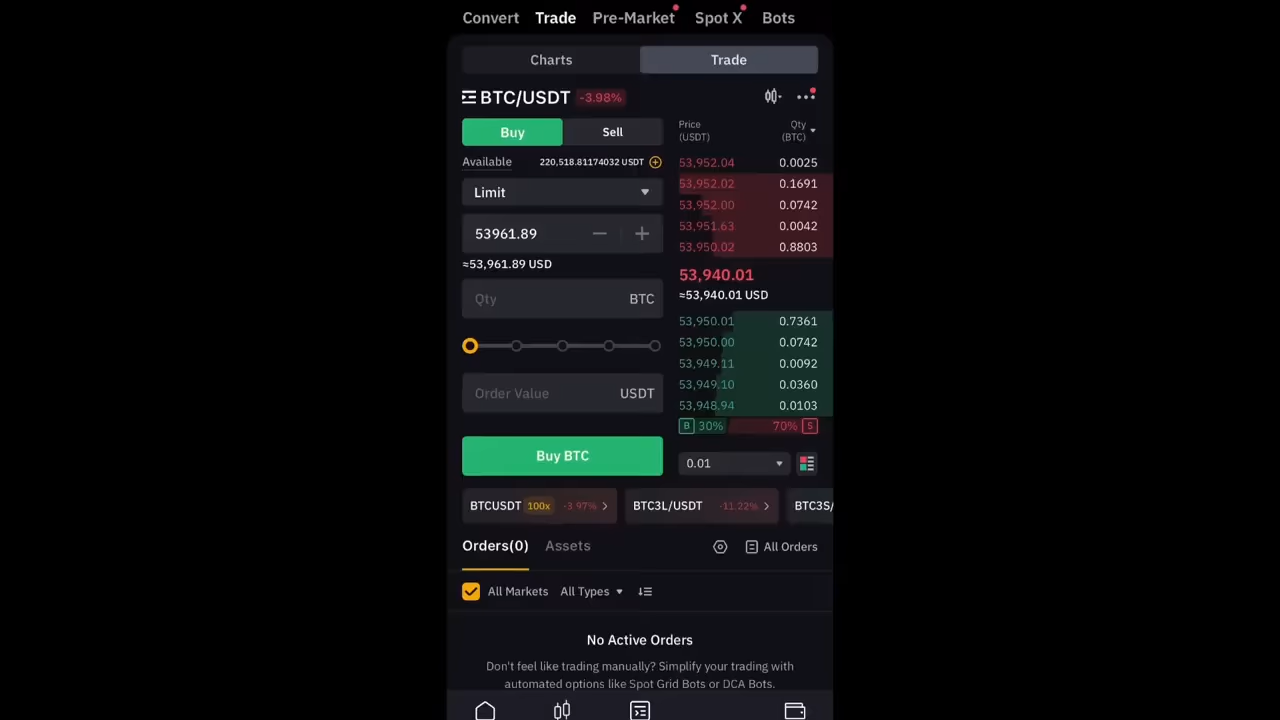 Convert Trade Pre-Market Spot X Bots
Charts Trade
BTC/USDT -3.98%
Buy Sell
Available 220,518.81174032 USDT
Limit
53961.89
≈53,961.89 USD
Qty BTC
Order Value USDT
Buy BTC
Price Qty
(USDT) (BTC)
53,952.04 0.0025
53,952.02 0.1691
53,952.00 0.0742
53,951.63 0.0042
53,950.02 0.8803
53,940.01
≈53,940.01 USD
53,950.01 0.7361
53,950.00 0.0742
53,949.11 0.0092
53,949.10 0.0360
53,948.94 0.0103
B 30% 70% S
0.01
BTCUSDT 100x -3.97% BTC3L/USDT -11.22% BTC3S/
Orders(0) Assets All Orders
All Markets All Types
No Active Orders
Don't feel like trading manually? Simplify your trading with
automated options like Spot Grid Bots or DCA Bots.